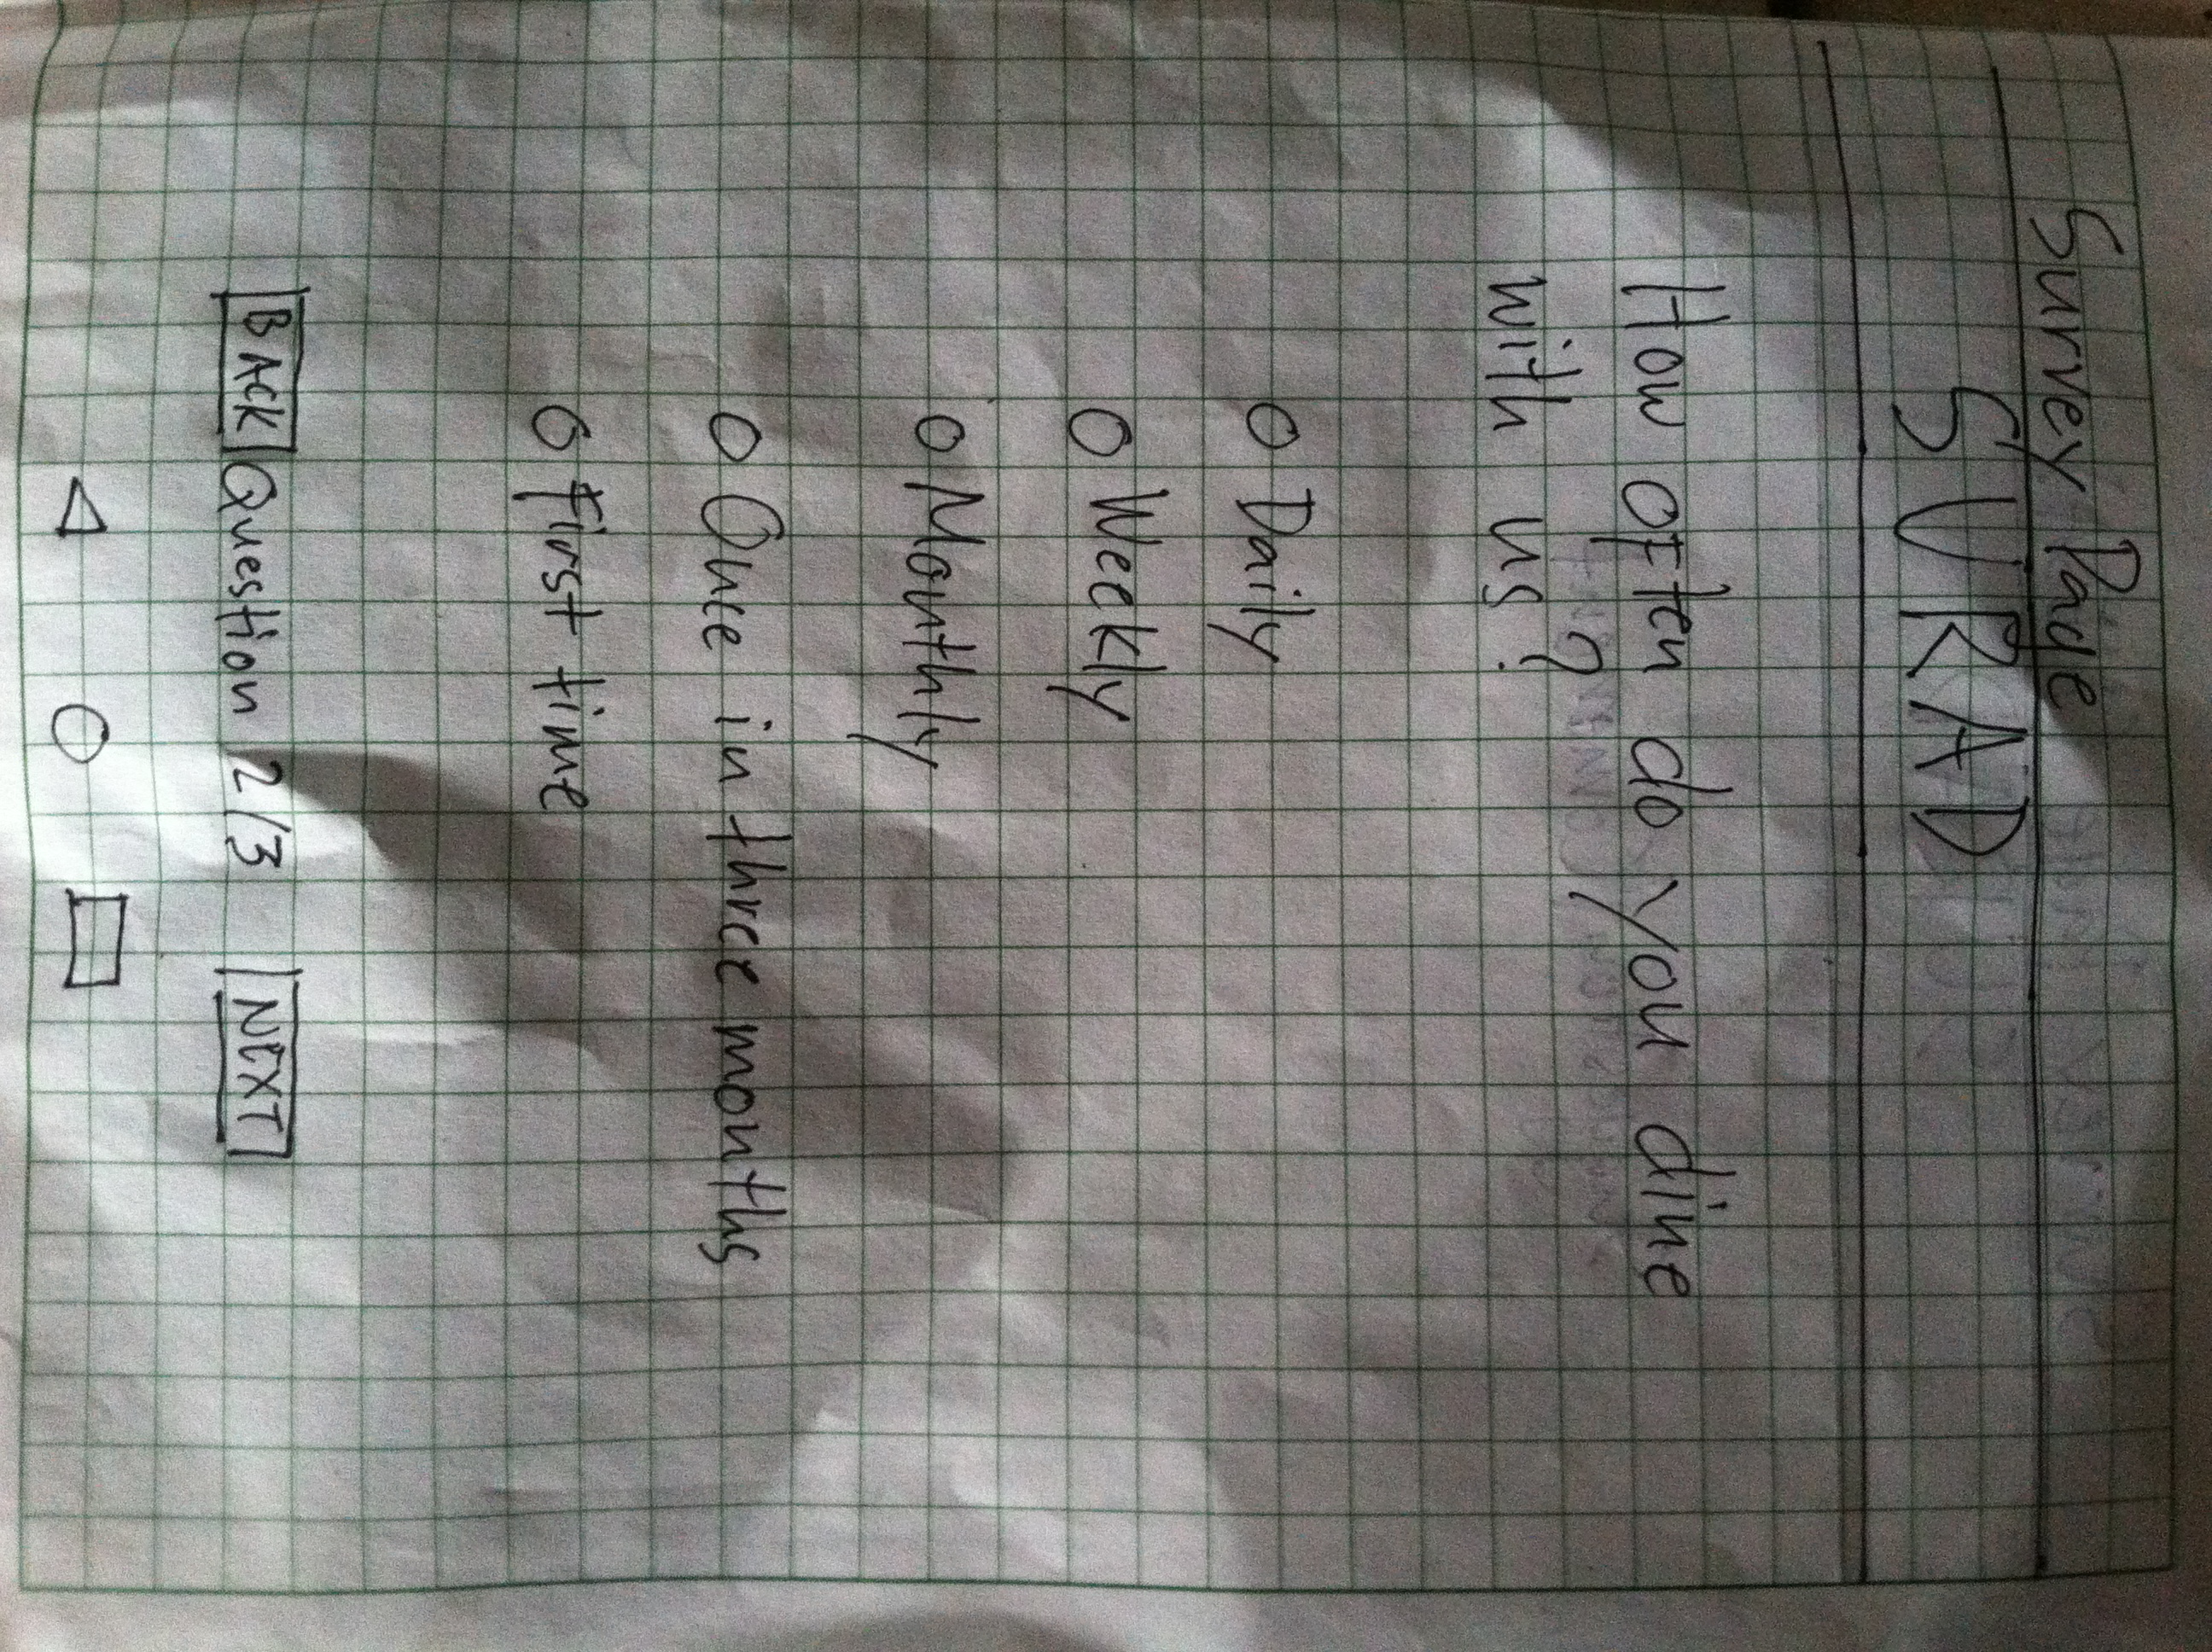 Survey Page
SURAD
How often do you dine
with us?
Daily
Weekly
Monthly
Once in three months
First time
BACK Question 2/3 NEXT